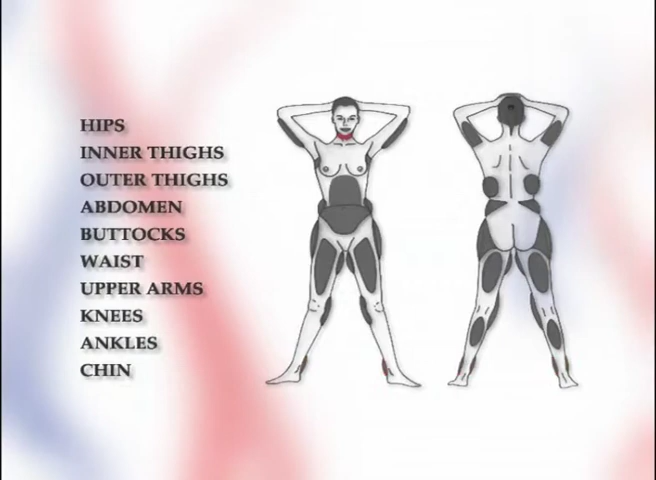 HIPS
INNER THIGHS
OUTER THIGHS
ABDOMEN
BUTTOCKS
WAIST
UPPER ARMS
KNEES
ANKLES
CHIN